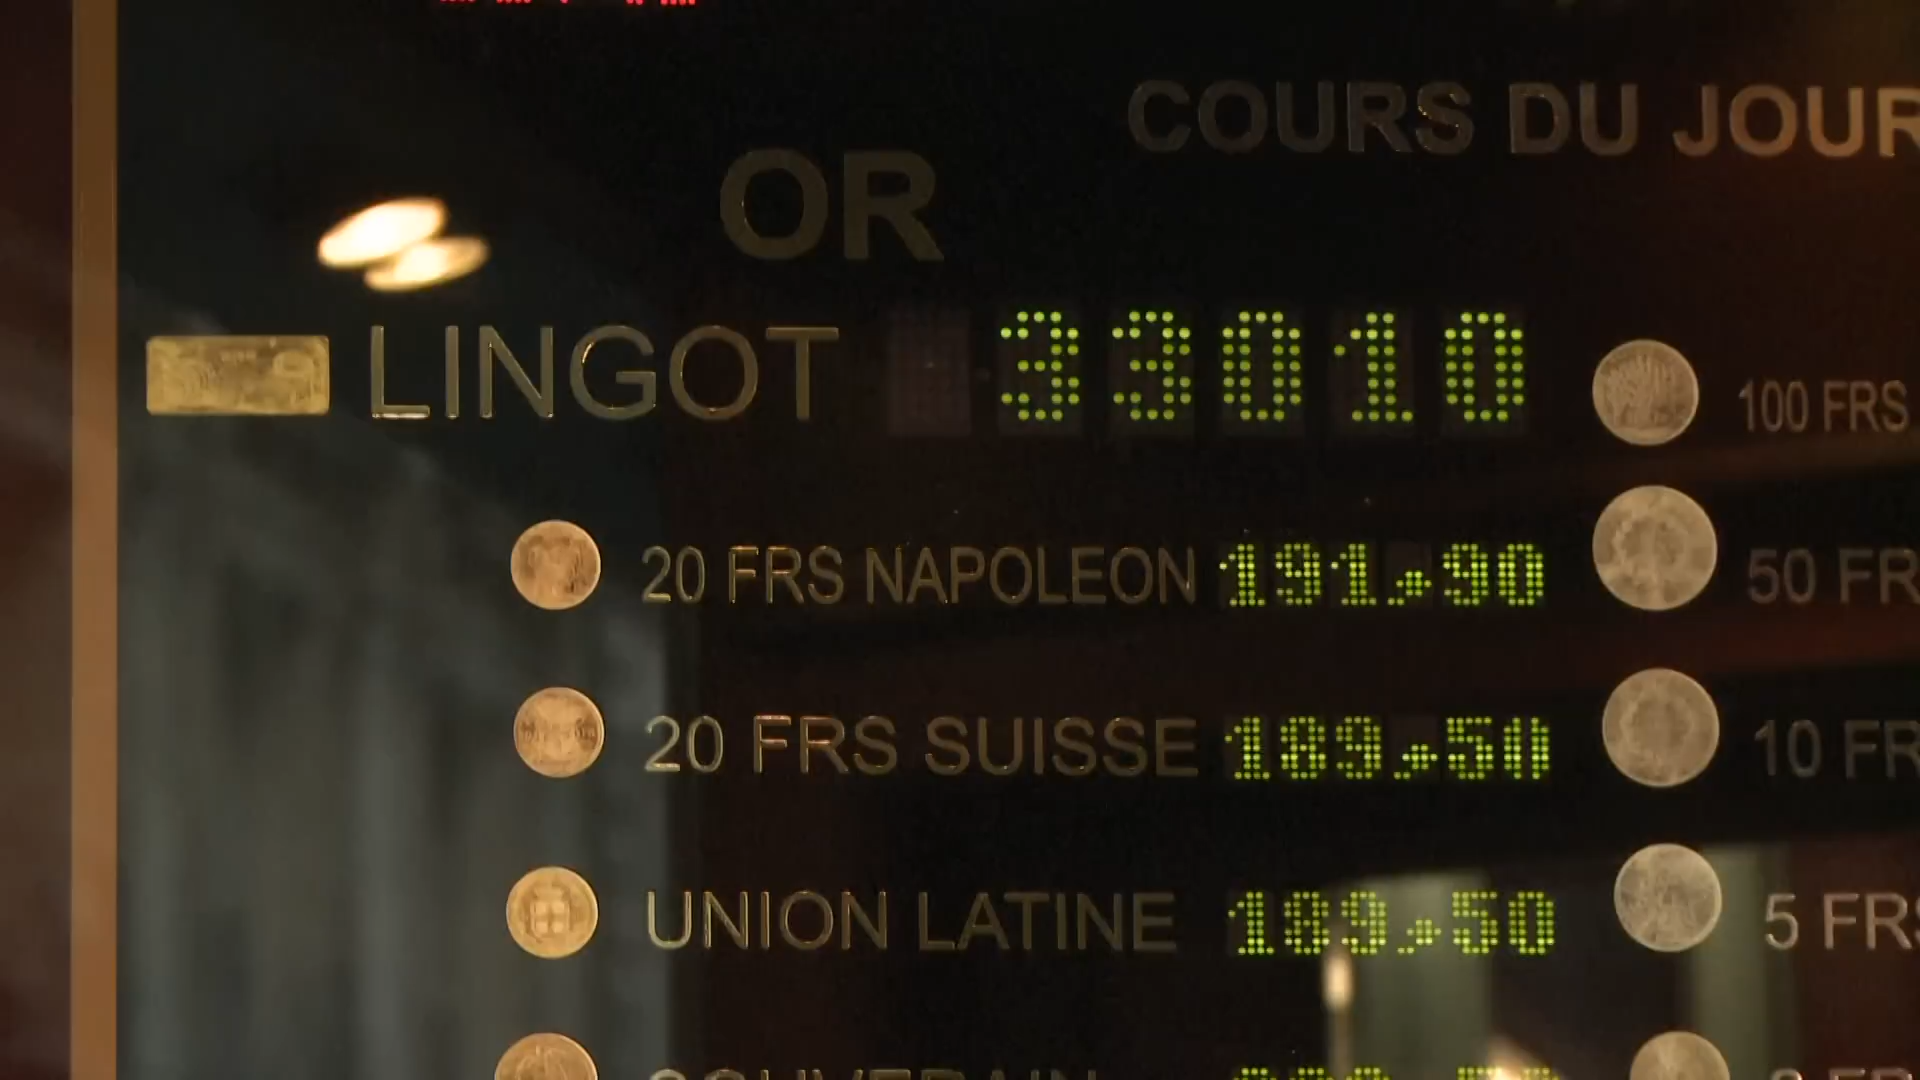 COURS DU JOUR
OR
LINGOT 33010
100 FRS
20 FRS NAPOLEON 191,90
50 FR
20 FRS SUISSE 189,50
10 FR
UNION LATINE 189,50
5 FRS
SOUVERAIN